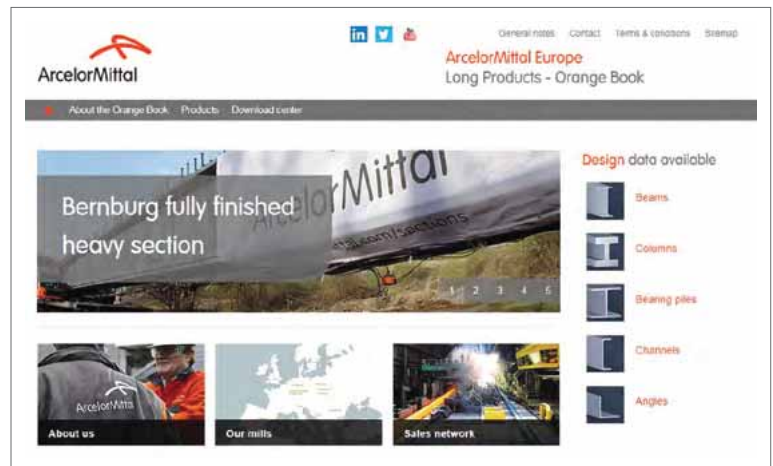 in
General notes Contact Terms & conditions Sitemap
ArcelorMittal
ArcelorMittal Europe
Long Products - Orange Book
About the Orange Book Products Download center
ArcelorMittal
Bernburg fully finished
heavy section
1 2 3 4 5
Design data available
Beams
Columns
Bearing piles
Channels
Angles
ArcelorMittal
About us
Our mills
Sales network